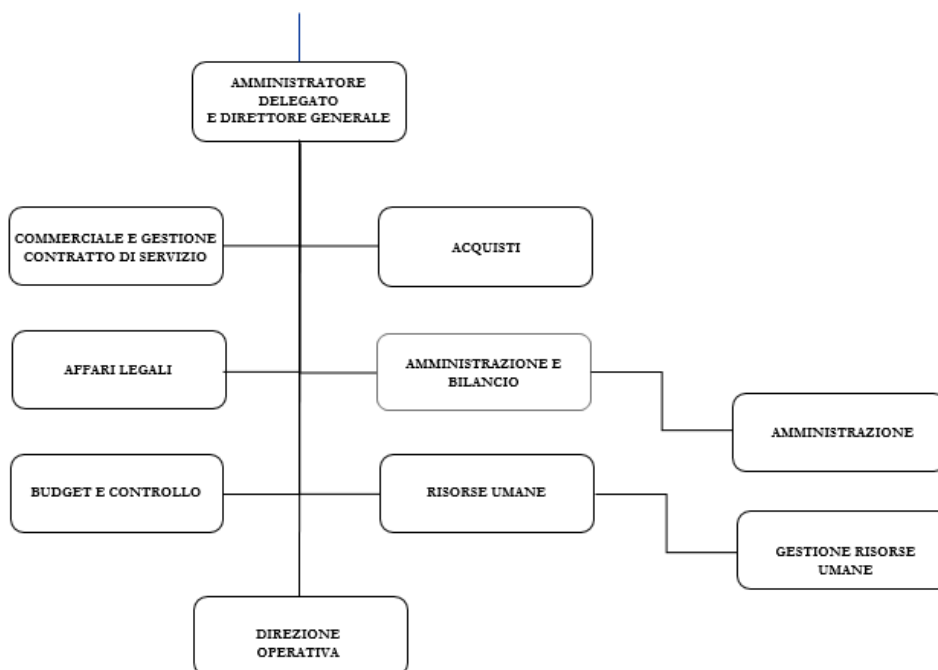 AMMINISTRATORE
DELEGATO
E DIRETTORE GENERALE
COMMERCIALE E GESTIONE
CONTRATTO DI SERVIZIO
ACQUISTI
AFFARI LEGALI
AMMINISTRAZIONE E
BILANCIO
AMMINISTRAZIONE
BUDGET E CONTROLLO
RISORSE UMANE
GESTIONE RISORSE
UMANE
DIREZIONE
OPERATIVA